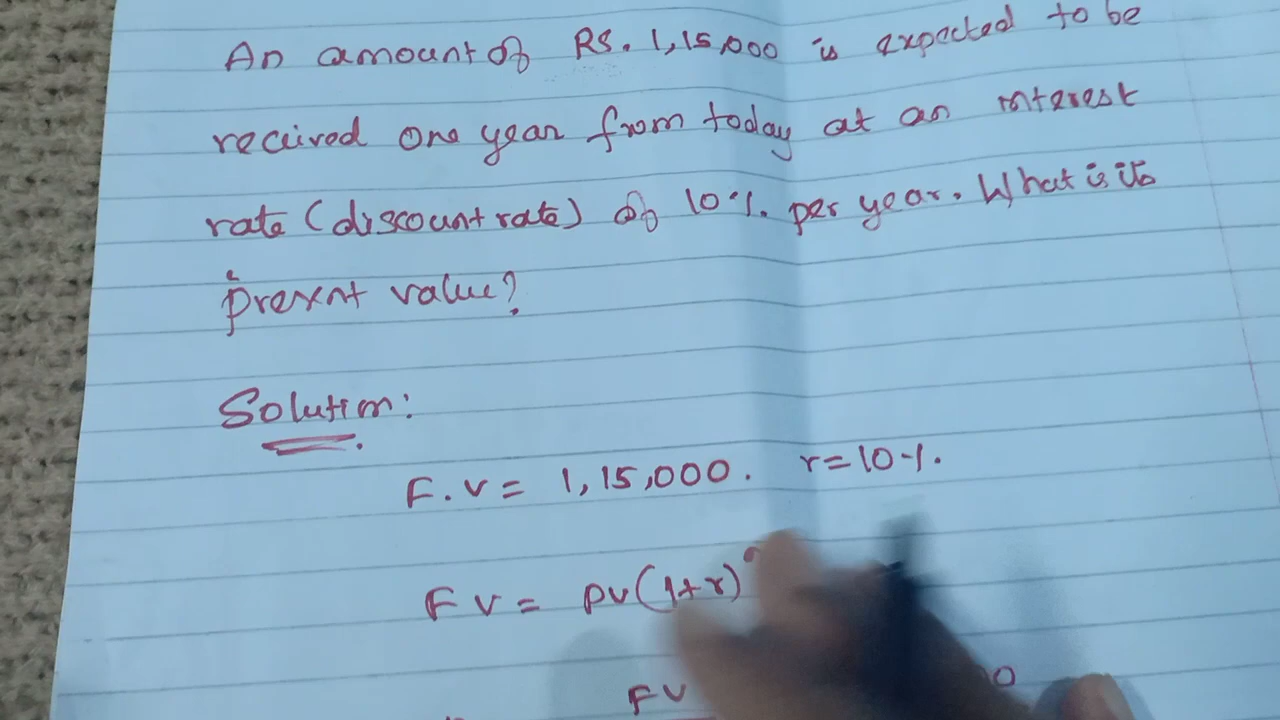 An amount of RS. 1,15,000 is expected to be
received one year from today at an interest
rate (discount rate) of 10%. per year. What is its
present value?
Solution:
F.V = 1,15,000. r = 10%.
FV = PV(1+r)
FV